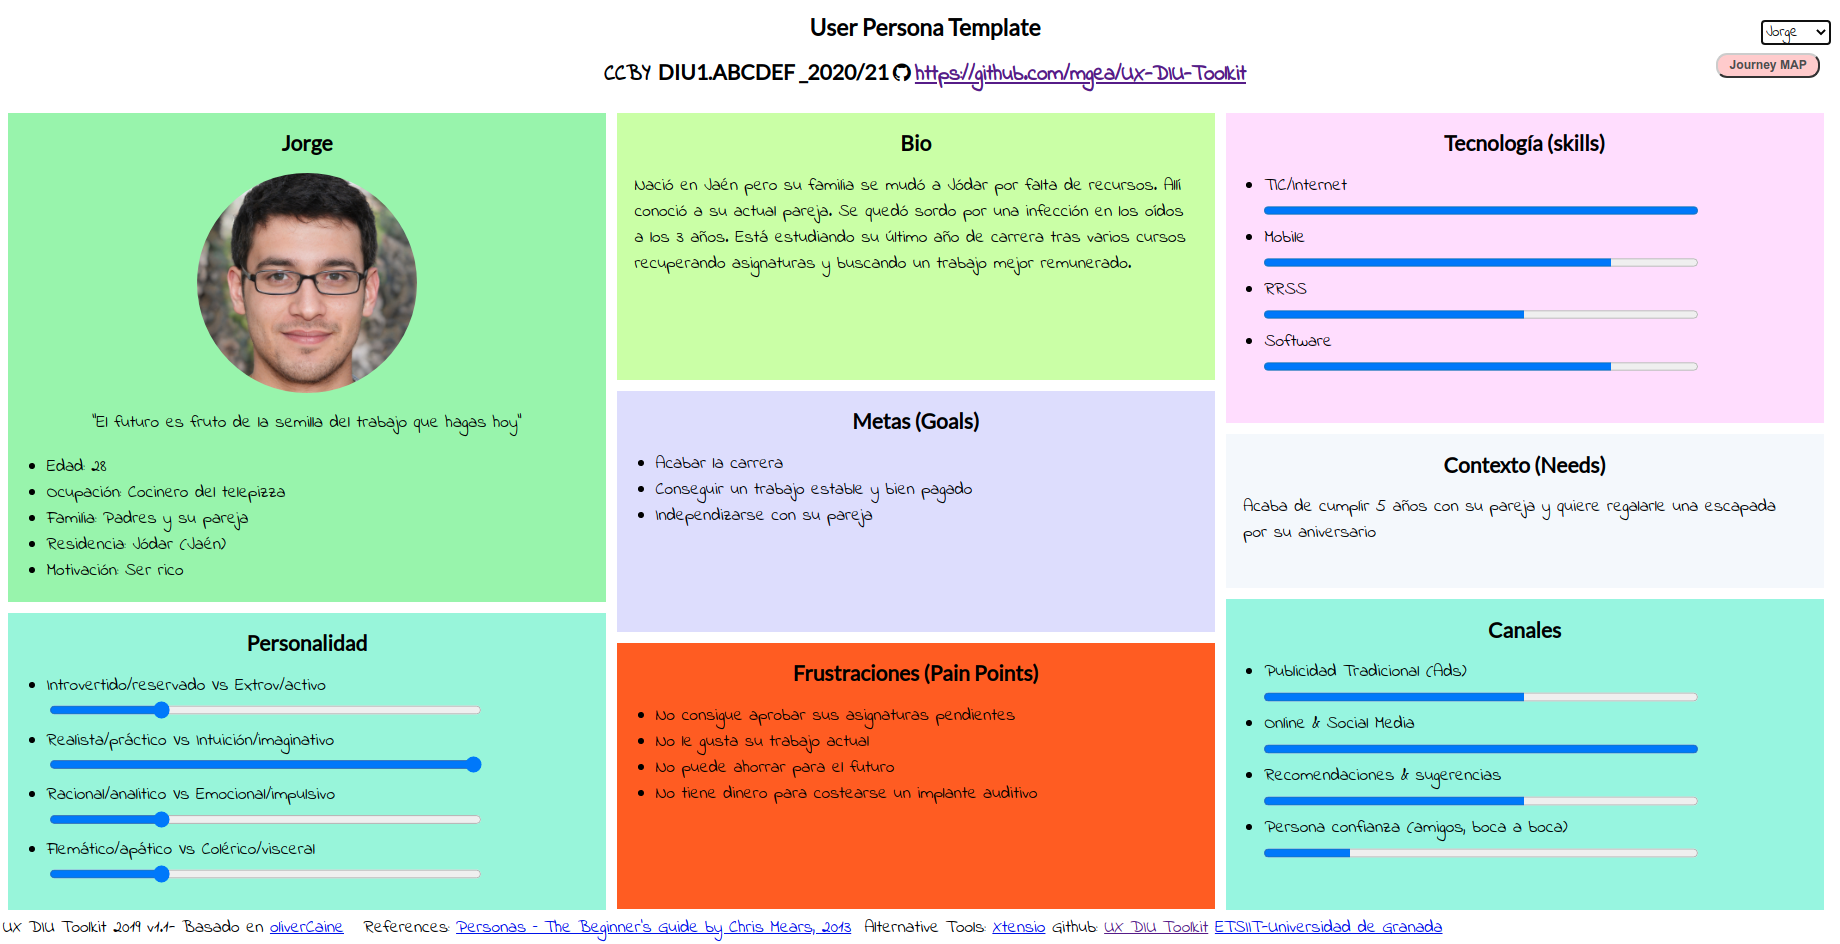 User Persona Template
Jorge
CCBY DIU1.ABCDEF _2020/21 https://github.com/mgea/UX-DIU-Toolkit
Journey MAP
Jorge
"El futuro es fruto de la semilla del trabajo que hagas hoy"
Edad: 28
Ocupación: Cocinero del telepizza
Familia: Padres y su pareja
Residencia: Jódar (Jaén)
Motivación: Ser rico
Personalidad
Introvertido/reservado Vs Extrov/activo
Realista/práctico Vs Intuición/imaginativo
Racional/analítico Vs Emocional/impulsivo
Flemático/apático Vs Colérico/visceral
Bio
Nació en Jaén pero su familia se mudó a Jódar por falta de recursos. Allí
conoció a su actual pareja. Se quedó sordo por una infección en los oídos
a los 3 años. Está estudiando su último año de carrera tras varios cursos
recuperando asignaturas y buscando un trabajo mejor remunerado.
Metas (Goals)
Acabar la carrera
Conseguir un trabajo estable y bien pagado
Independizarse con su pareja
Frustraciones (Pain Points)
No consigue aprobar sus asignaturas pendientes
No le gusta su trabajo actual
No puede ahorrar para el futuro
No tiene dinero para costearse un implante auditivo
Tecnología (skills)
TIC/Internet
Mobile
RRSS
Software
Contexto (Needs)
Acaba de cumplir 5 años con su pareja y quiere regalarle una escapada
por su aniversario
Canales
Publicidad Tradicional (Ads)
Online & Social Media
Recomendaciones & sugerencias
Persona confianza (amigos, boca a boca)
UX DIU Toolkit 2019 v1.1- Basado en oliverCaine References: Personas - The Beginner's Guide by Chris Mears, 2013 Alternative Tools: Xtensio Github: UX DIU Toolkit ETSIIT-Universidad de Granada